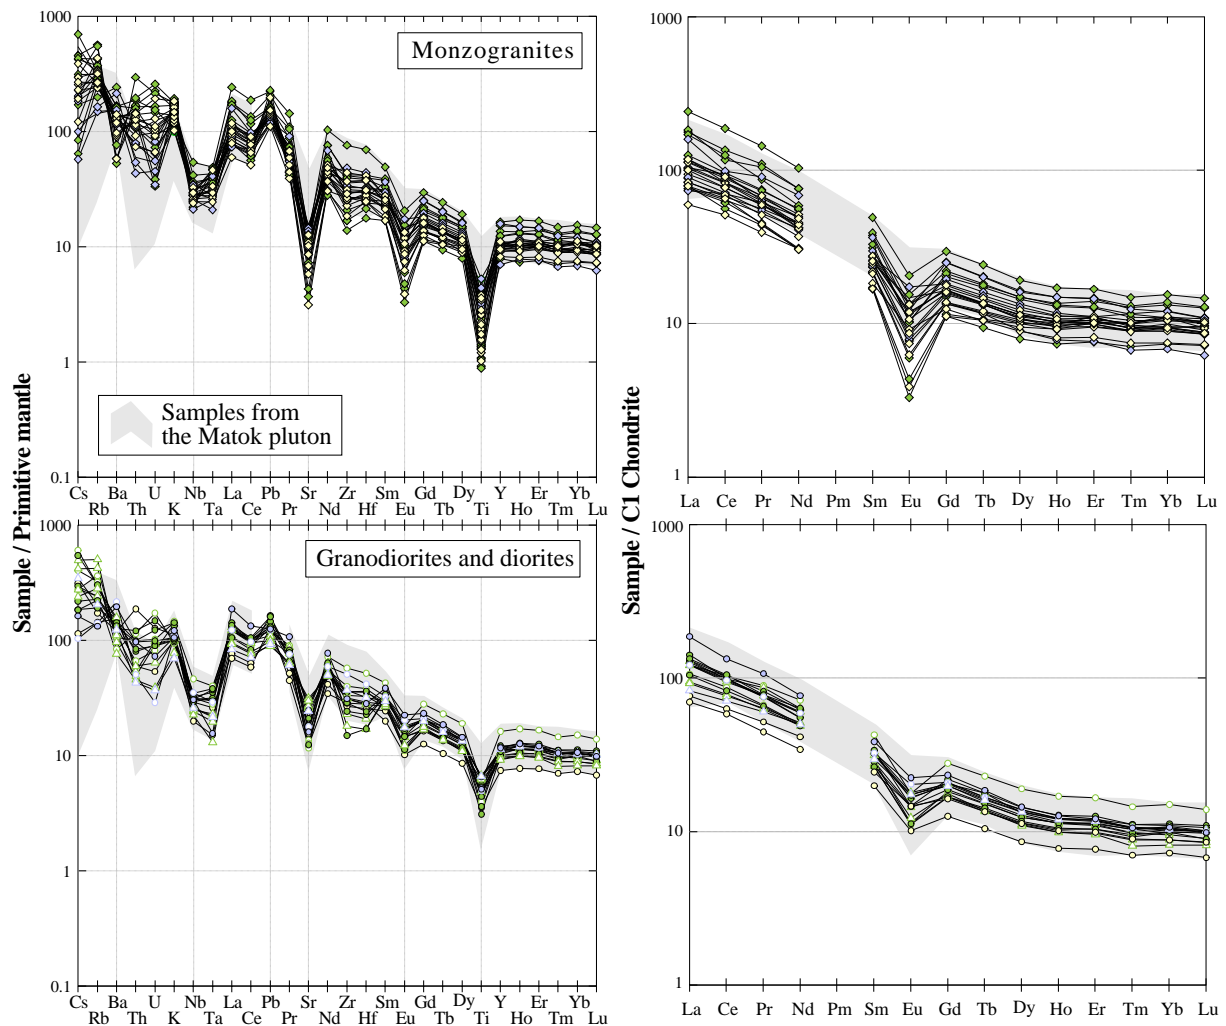 1000
100
10
1
0.1
Monzogranites
Samples from
the Matok pluton
Cs Ba U Nb La Pb Sr Zr Sm Gd Dy Y Er Yb Lu
Rb Th K Ta Ce Pr Nd Hf Eu Tb Ti Ho Tm
1000
100
10
1
La Ce Pr Nd Pm Sm Eu Gd Tb Dy Ho Er Tm Yb Lu
Sample / Primitive mantle
Sample / C1 Chondrite
1000
100
10
1
0.1
Granodiorites and diorites
Cs Ba U Nb La Pb Sr Zr Sm Gd Dy Y Er Yb Lu
Rb Th K Ta Ce Pr Nd Hf Eu Tb Ti Ho Tm
1000
100
10
1
La Ce Pr Nd Pm Sm Eu Gd Tb Dy Ho Er Tm Yb Lu